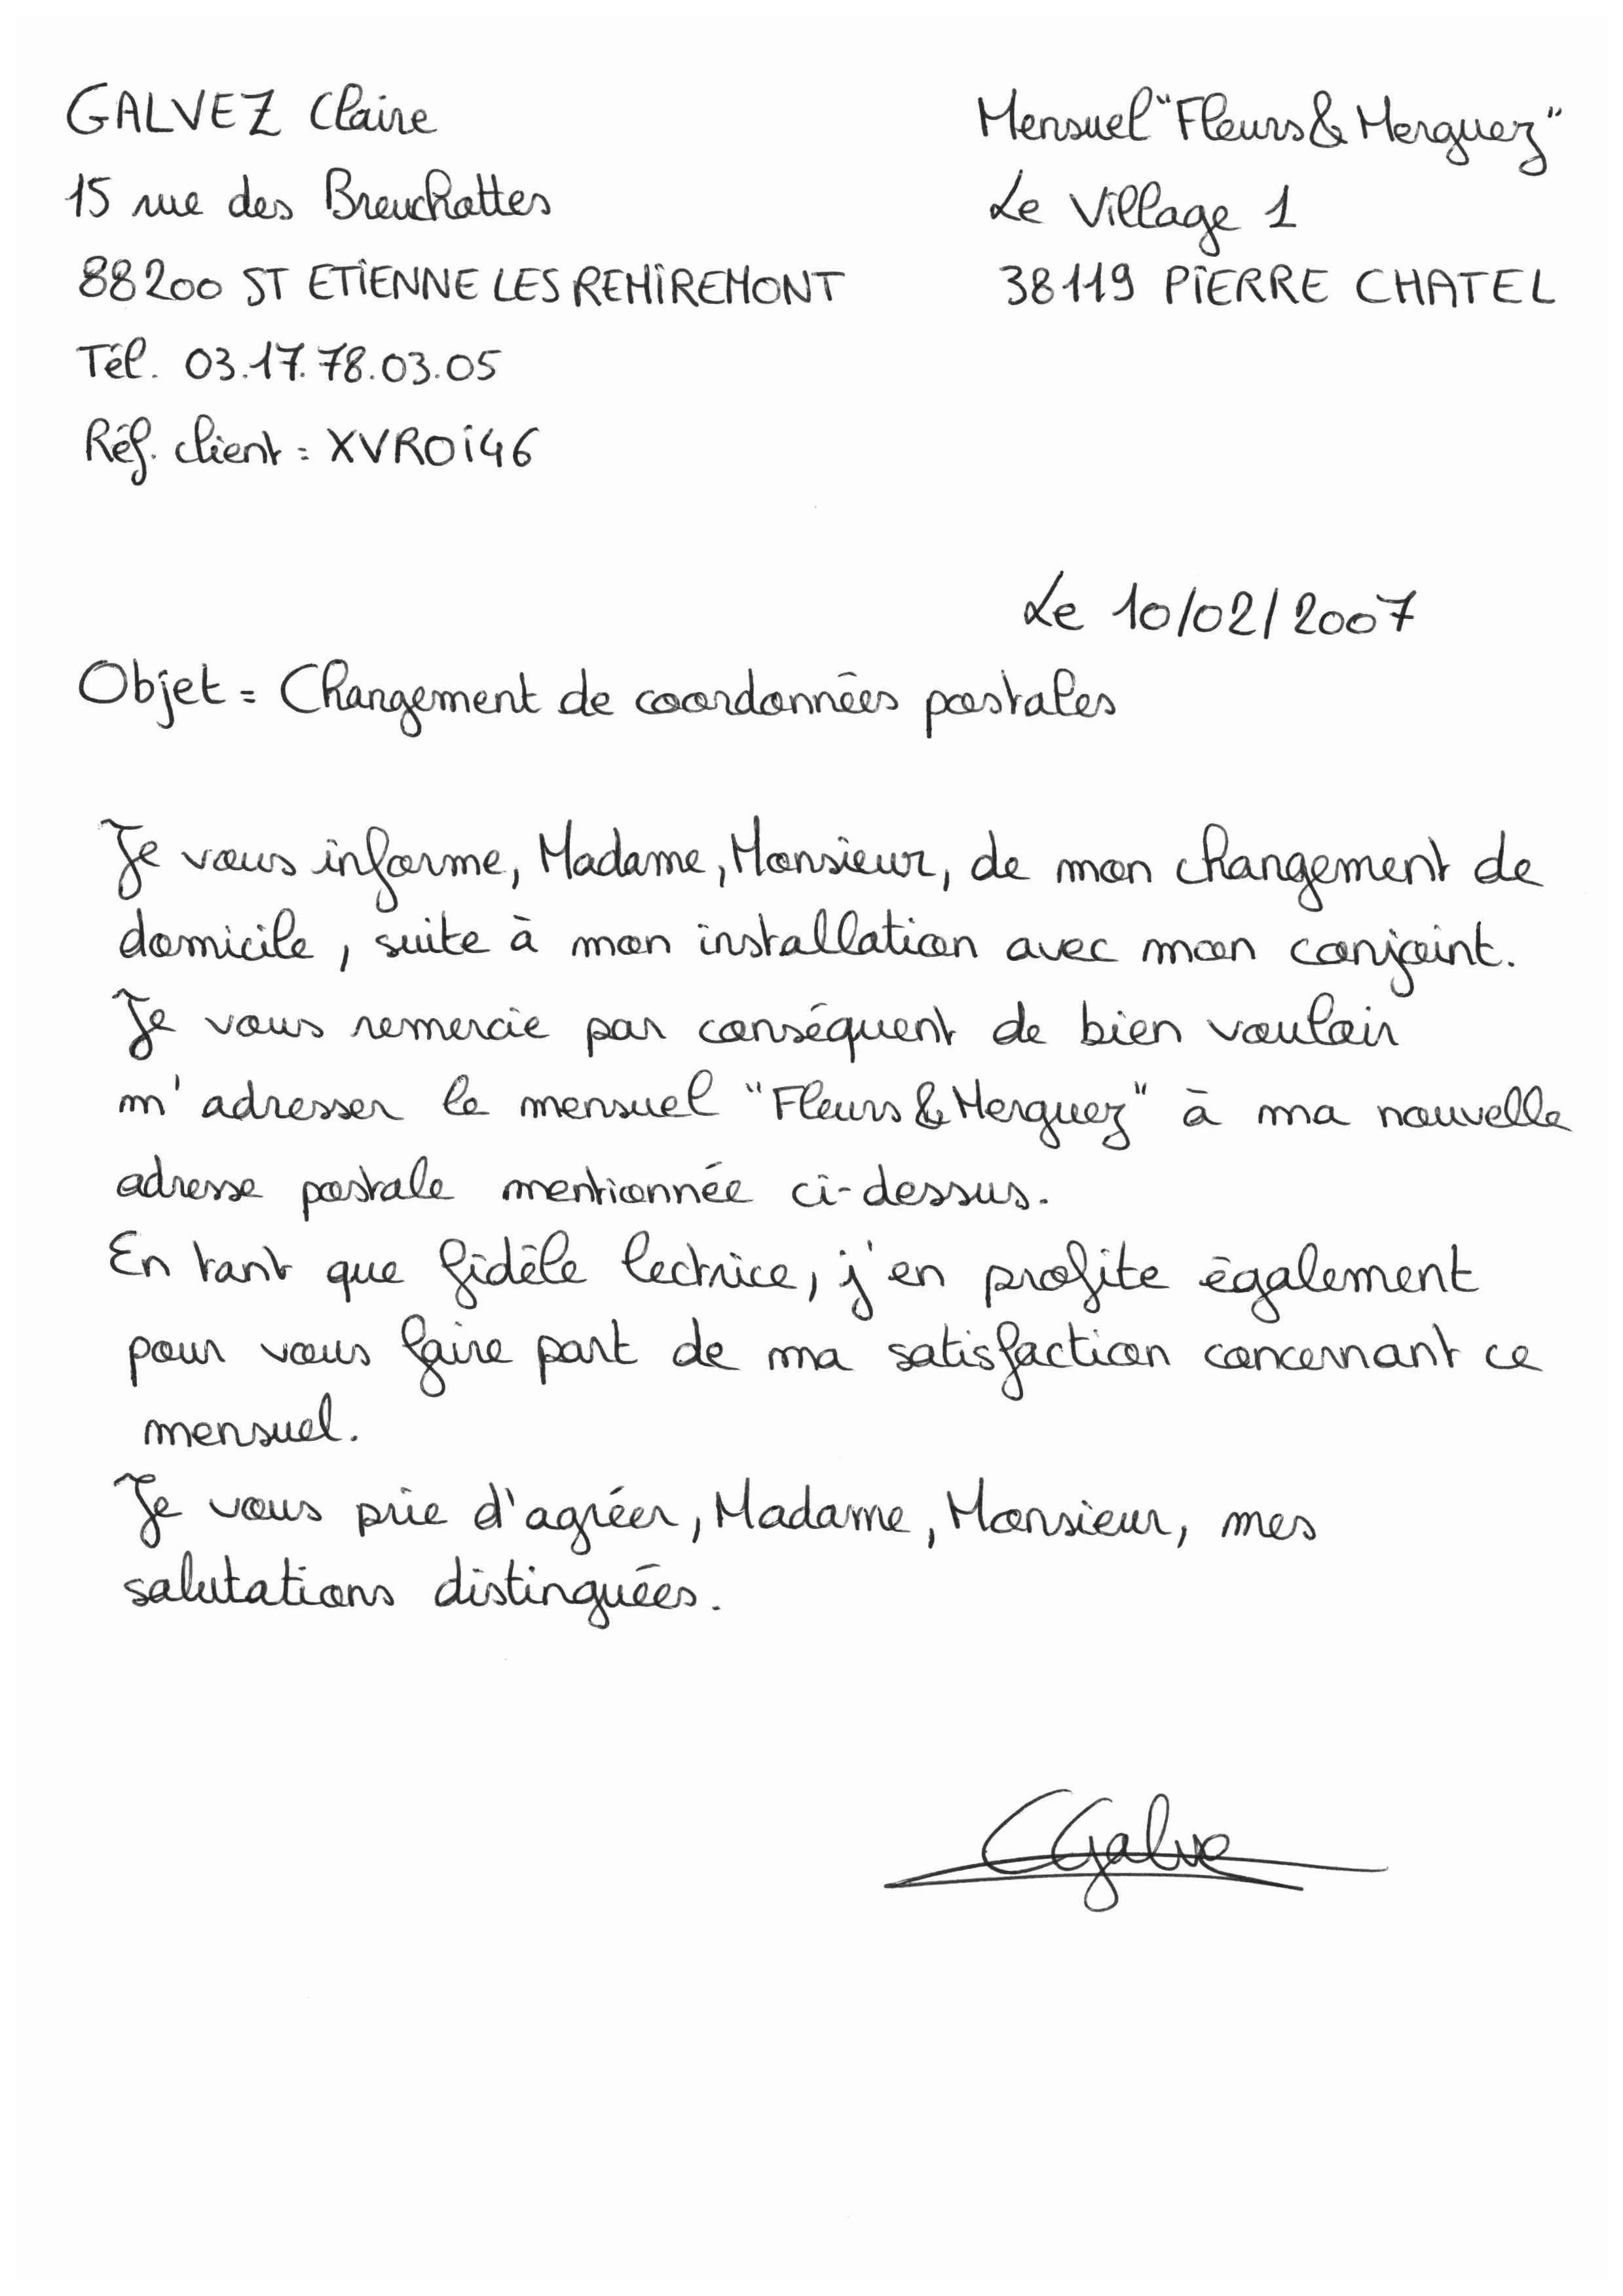 GALVEZ Claire
15 rue des Breuchottes
88200 ST ETIENNE LES REMIREMONT
Tél. 03.17.78.03.05
Réf. client : XVROI46
Mensuel "Fleurs & Merguez"
Le Village 1
38119 PIERRE CHATEL
Le 10/02/2007
Objet : Changement de coordonnées postales
Je vous informe, Madame, Monsieur, de mon changement de
domicile, suite à mon installation avec mon conjoint.
Je vous remercie par conséquent de bien vouloir
m'adresser le mensuel "Fleurs & Merguez" à ma nouvelle
adresse postale mentionnée ci-dessus.
En tant que fidèle lectrice, j'en profite également
pour vous faire part de ma satisfaction concernant ce
mensuel.
Je vous prie d'agréer, Madame, Monsieur, mes
salutations distinguées.
CGalve